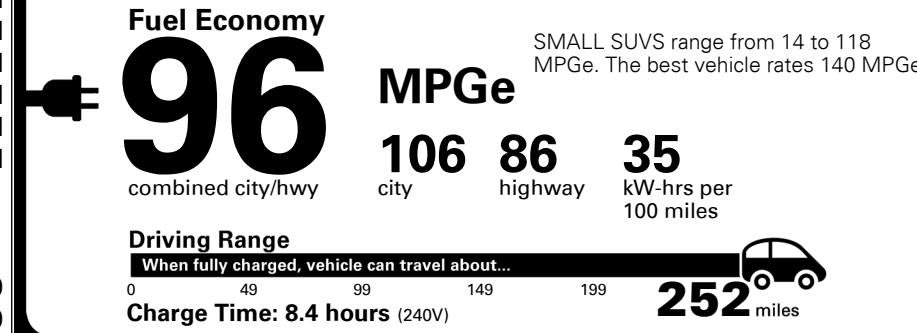 Fuel Economy
96
MPGe
SMALL SUVS range from 14 to 118
MPGe. The best vehicle rates 140 MPGe
combined city/hwy
106
city
86
highway
35
kW-hrs per
100 miles
Driving Range
When fully charged, vehicle can travel about...
0 49 99 149 199 252 miles
Charge Time: 8.4 hours (240V)